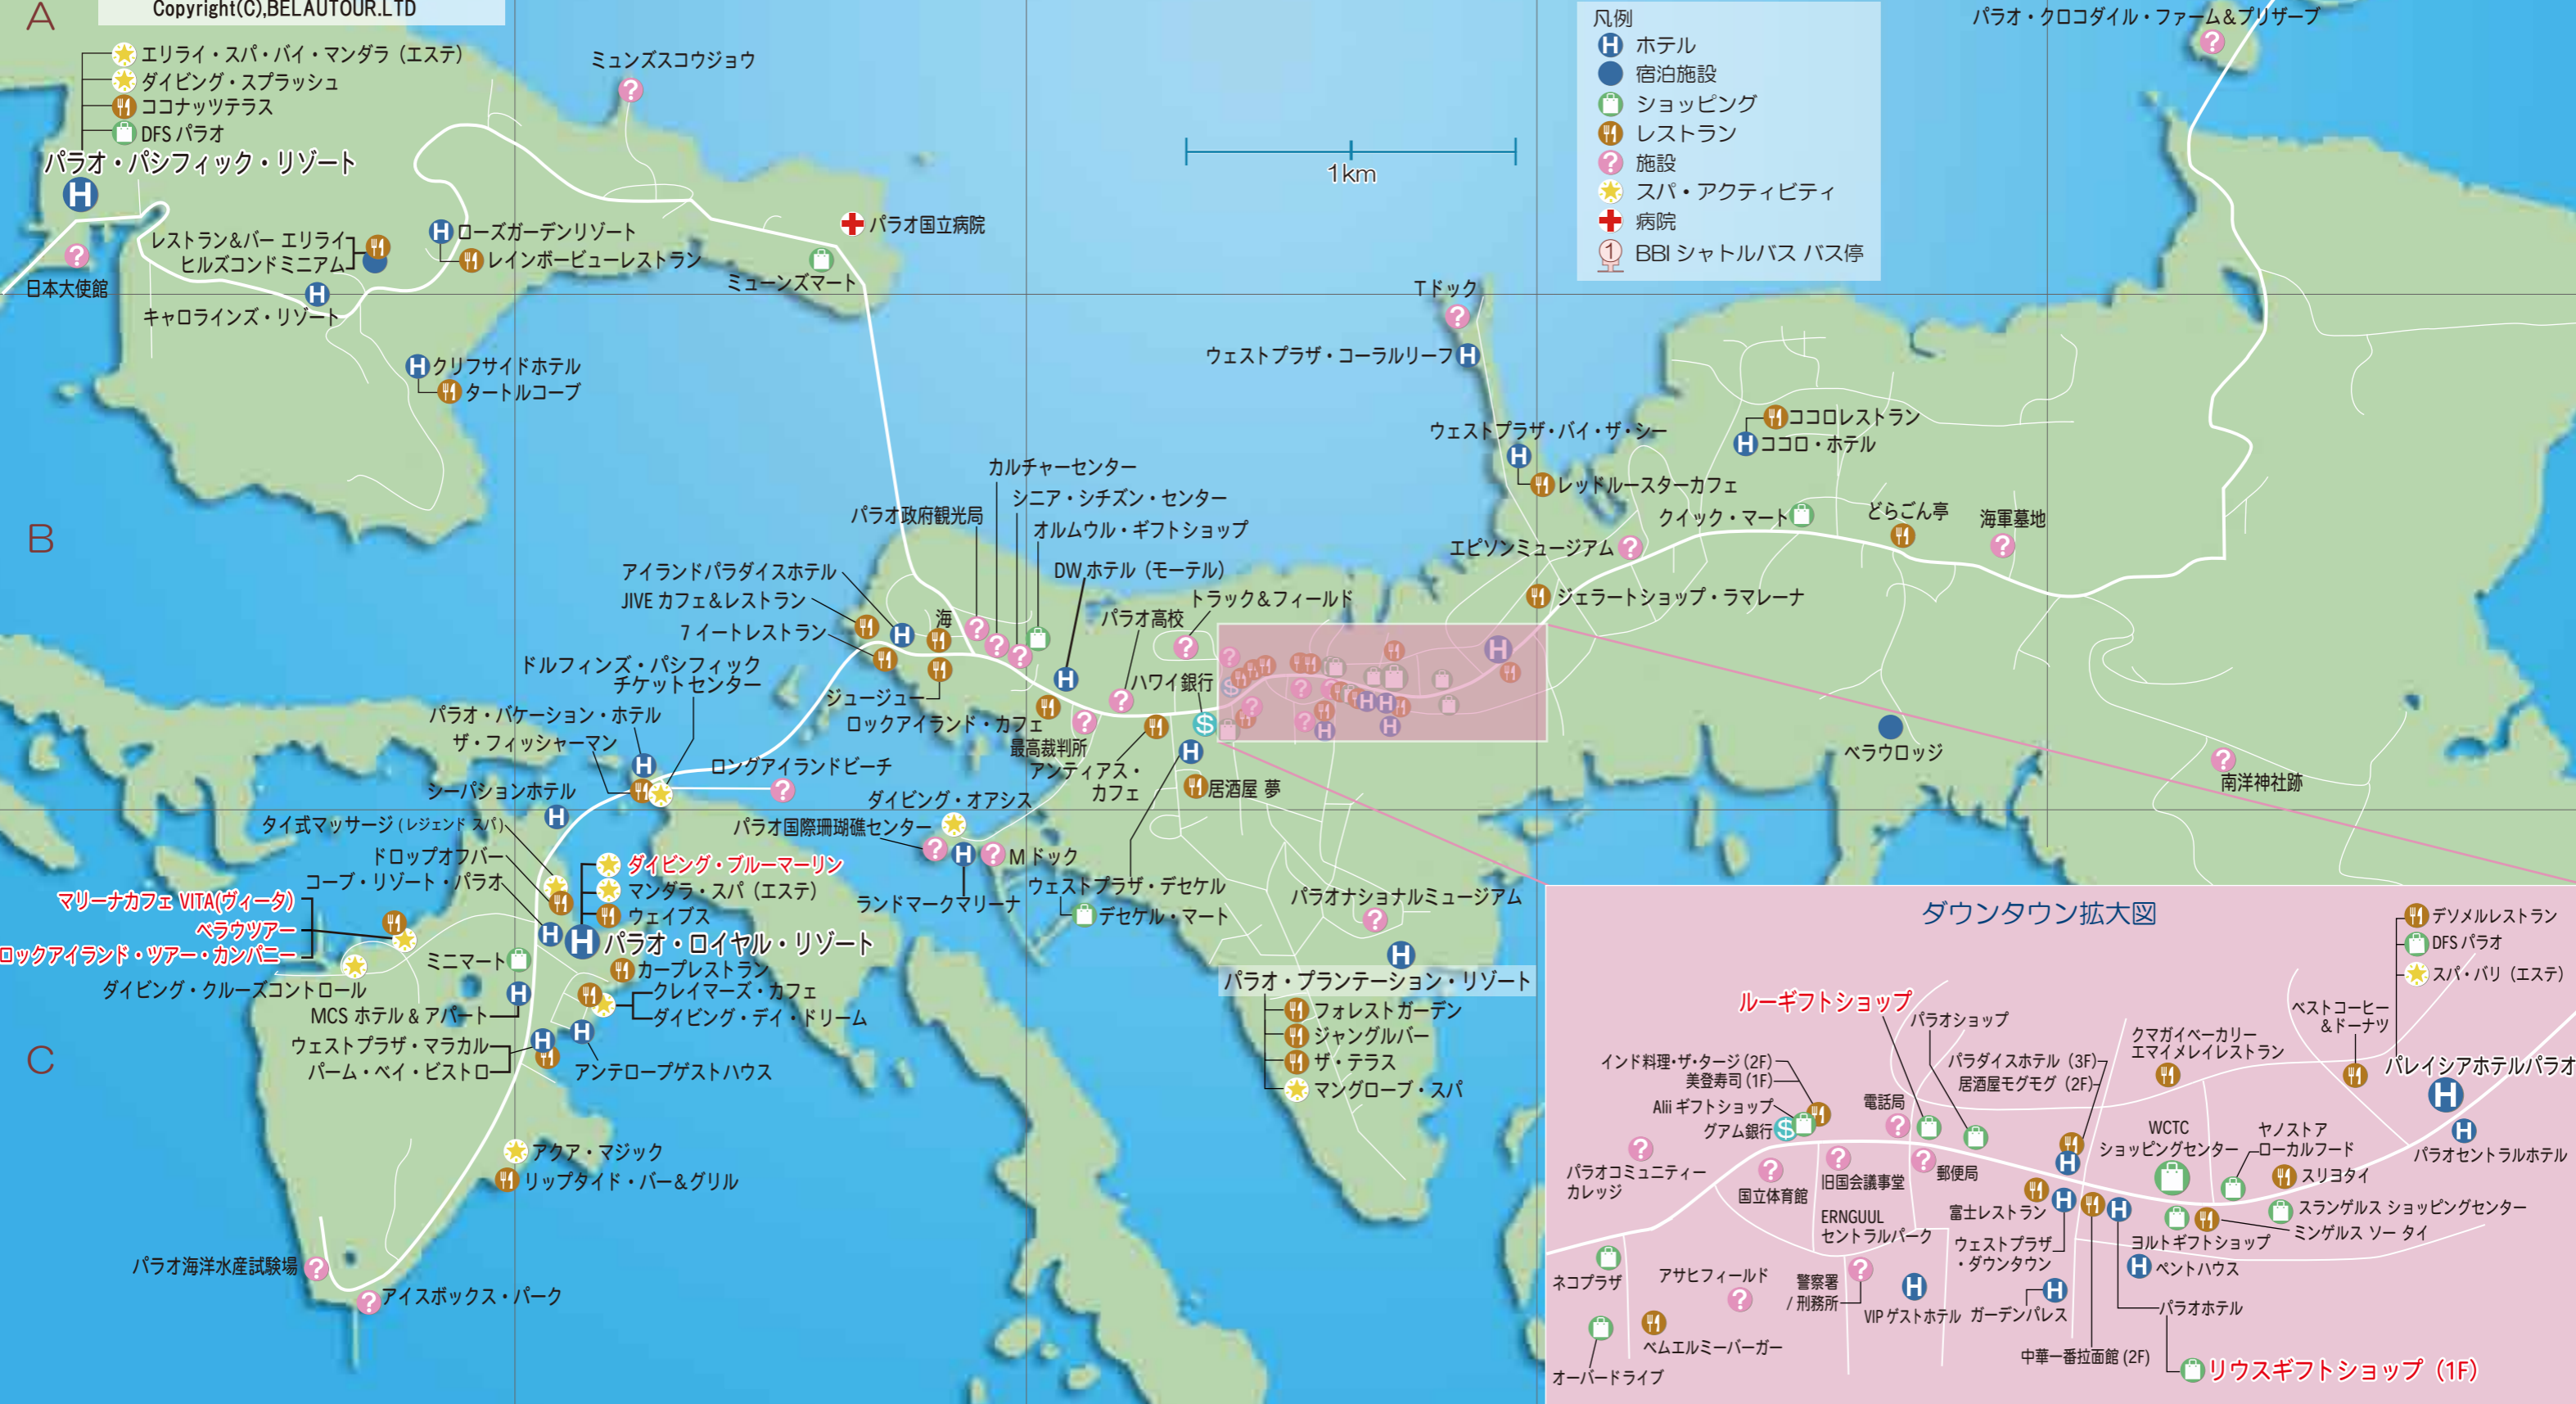 Copyright(C),BELAUTOUR.LTD
A
エリライ・スパ・バイ・マンダラ（エステ）
ダイビング・スプラッシュ
ココナッツテラス
DFS パラオ
パラオ・パシフィック・リゾート
ミュンズスコウジョウ
凡例
ホテル
宿泊施設
ショッピング
レストラン
施設
スパ・アクティビティ
病院
1
BBI シャトルバス バス停
パラオ・クロコダイル・ファーム＆プリザーブ
1km
日本大使館
レストラン&バー エリライ
ヒルズコンドミニアム
ローズガーデンリゾート
レインボービューレストラン
キャロラインズ・リゾート
パラオ国立病院
ミューンズマート
クリフサイドホテル
タートルコーブ
Tドック
ウェストプラザ・コーラルリーフ
ウェストプラザ・バイ・ザ・シー
レッドルースターカフェ
ココロレストラン
ココロ・ホテル
クイック・マート
どらごん亭
海軍墓地
エピソンミュージアム
ジェラートショップ・ラマレーナ
B
カルチャーセンター
シニア・シチズン・センター
パラオ政府観光局
オルムウル・ギフトショップ
DW ホテル（モーテル）
アイランドパラダイスホテル
JIVE カフェ＆レストラン
7 イートレストラン
海
トラック＆フィールド
パラオ高校
ハワイ銀行
ドルフィンズ・パシフィック
チケットセンター
ジュージュー
ロックアイランド・カフェ
最高裁判所
アンティアス・
カフェ
居酒屋 夢
パラオ・バケーション・ホテル
ザ・フィッシャーマン
ロングアイランドビーチ
シーパションホテル
ベラウロッジ
南洋神社跡
タイ式マッサージ (レジェンド スパ)
ドロップオフバー
コーブ・リゾート・パラオ
ダイビング・オアシス
パラオ国際珊瑚礁センター
Mドック
ランドマークマリーナ
ウェストプラザ・デセケル
デセケル・マート
ダイビング・ブルーマーリン
マンダラ・スパ（エステ）
ウェイブス
パラオ・ロイヤル・リゾート
マリーナカフェ VITA(ヴィータ)
ベラウツアー
ロックアイランド・ツアー・カンパニー
ダイビング・クルーズコントロール
ミニマート
MCS ホテル & アパート
カープレストラン
クレイマーズ・カフェ
ダイビング・デイ・ドリーム
ウェストプラザ・マラカル
パーム・ベイ・ビストロ
アンテロープゲストハウス
C
パラオナショナルミュージアム
パラオ・プランテーション・リゾート
フォレストガーデン
ジャングルバー
ザ・テラス
マングローブ・スパ
アクア・マジック
リップタイド・バー＆グリル
パラオ海洋水産試験場
アイスボックス・パーク
ダウンタウン拡大図
デソメルレストラン
DFS パラオ
スパ・バリ（エステ）
ルーギフトショップ
パラオショップ
ベストコーヒー
&ドーナツ
クマガイベーカリー
エマイメレイレストラン
パレイシアホテルパラオ
インド料理・ザ・タージ (2F)
美登寿司 (1F)
Alii ギフトショップ
グアム銀行
電話局
パラダイスホテル（3F）
居酒屋モグモグ（2F）
WCTC
ショッピングセンター
ヤノストア
ローカルフード
パラオセントラルホテル
パラオコミュニティー
カレッジ
国立体育館
旧国会議事堂
郵便局
スリヨタイ
スランゲルス ショッピングセンター
ミンゲルス ソー タイ
富士レストラン
ERNGUUL
セントラルパーク
ウェストプラザ
・ダウンタウン
ヨルトギフトショップ
ペントハウス
ネコプラザ
アサヒフィールド
警察署
/ 刑務所
VIP ゲストホテル
ガーデンパレス
パラオホテル
オーバードライブ
ベムエルミーバーガー
中華一番拉面館 (2F)
リウスギフトショップ（1F）